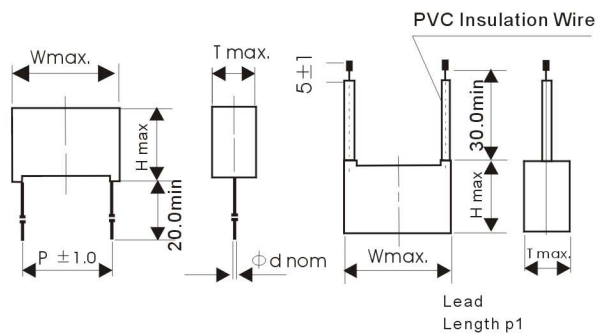 PVC Insulation Wire
Wmax.
T max.
5±1
30.0min
H max
20.0min
H max
P ±1.0
Φd nom
Wmax.
Tmax.
Lead
Length p1